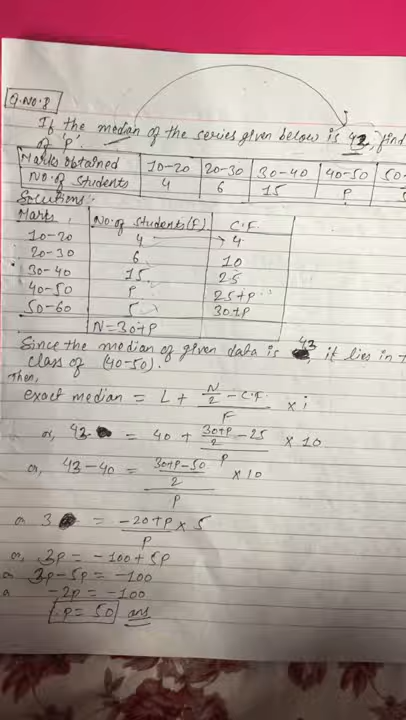 Q.No.8
If the median of the series given below is 43, find
of 'p'.
Marks obtained 10-20 20-30 30-40 40-50 50-
No. of students 4 6 15 P 5
Solution:
Marks No. of Students (F) C.F.
10-20 4 → 4
20-30 6 10
30-40 15 25
40-50 P 25+P
50-60 5 30+P
N=30+P
Since the median of given data is 43, it lies in
class of (40-50).
Then,
exact median = L + (N/2 - C.F.)/F × i
or, 43 = 40 + ((30+P)/2 - 25)/P × 10
or, 43-40 = ((30+P-50)/2)/P × 10
or 3 = (-20+P)/P × 5
or, 3P = -100 + 5P
or 3P-5P = -100
or -2P = -100
P = 50 ans